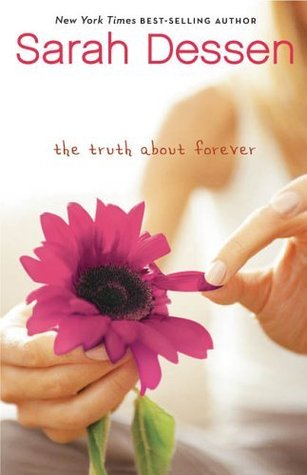 New York Times BEST-SELLING AUTHOR
Sarah Dessen
the truth about forever